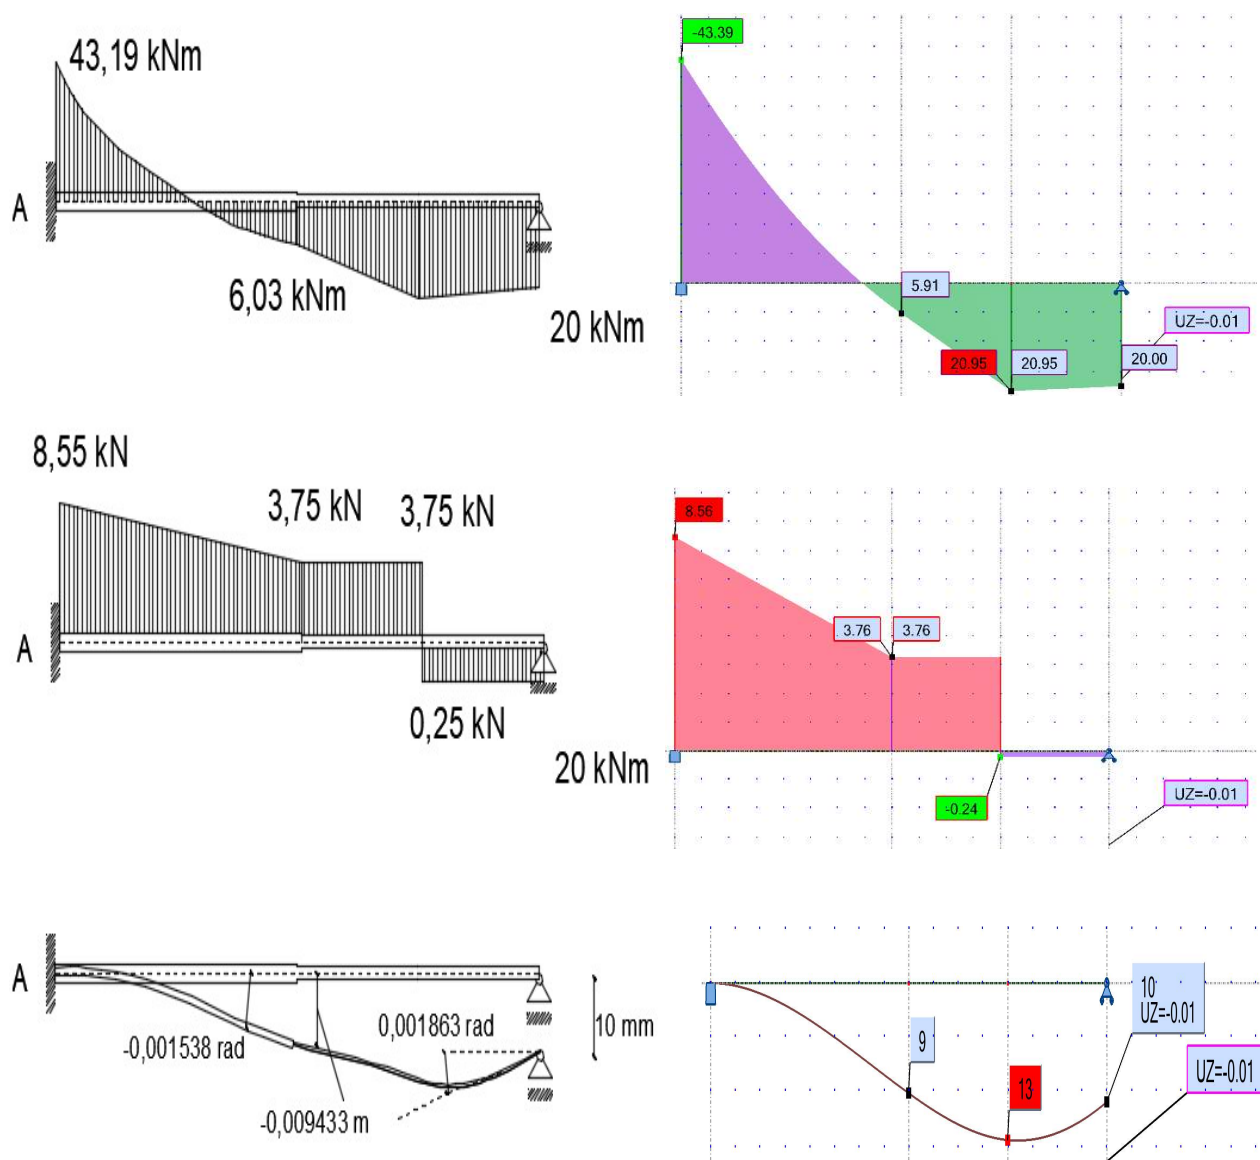 43,19 kNm
-43.39
A
6,03 kNm
20 kNm
5.91
UZ=-0.01
20.95
20.95
20.00
8,55 kN
3,75 kN
3,75 kN
A
0,25 kN
20 kNm
8.56
3.76
3.76
-0.24
UZ=-0.01
A
-0,001538 rad
0,001863 rad
10 mm
-0,009433 m
9
13
10
UZ=-0.01
UZ=-0.01